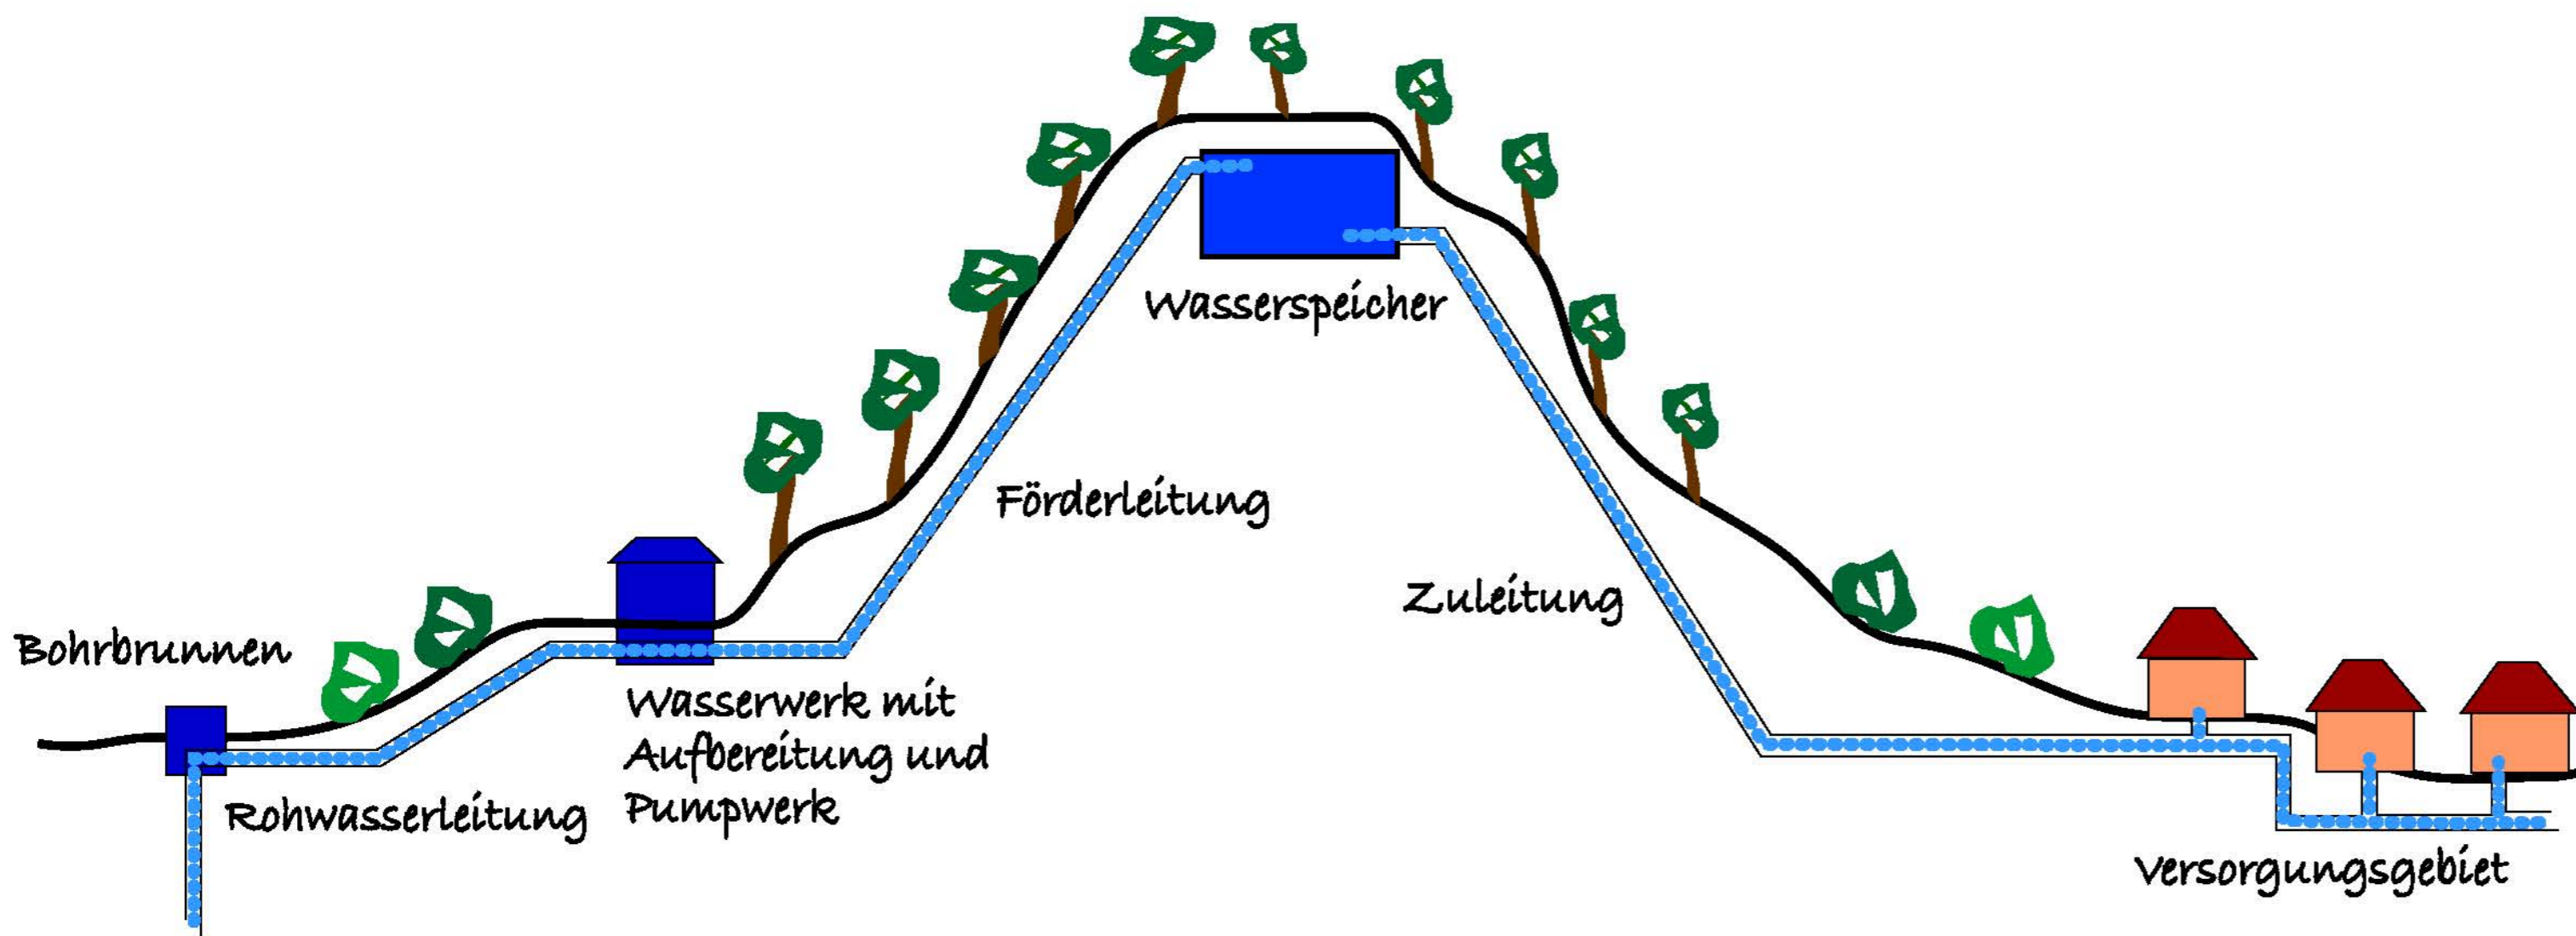 Bohrbrunnen
Rohwasserleitung
Wasserwerk mit
Aufbereitung und
Pumpwerk
Förderleitung
Wasserspeicher
Zuleitung
Versorgungsgebiet